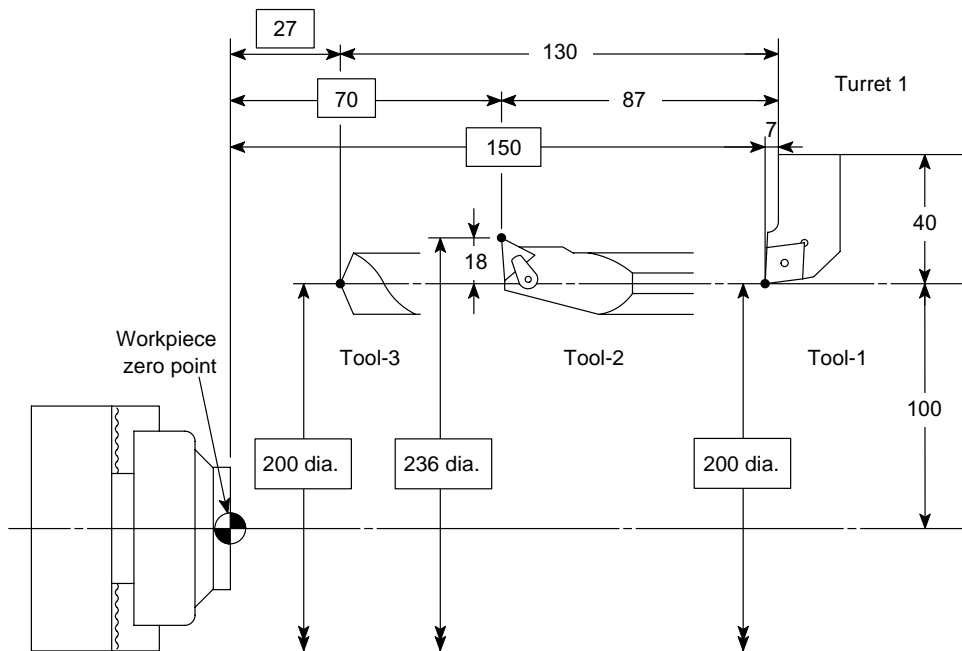 27
130
Turret 1
70
87
7
150
40
18
Workpiece
zero point
Tool-3
Tool-2
Tool-1
100
200 dia.
236 dia.
200 dia.